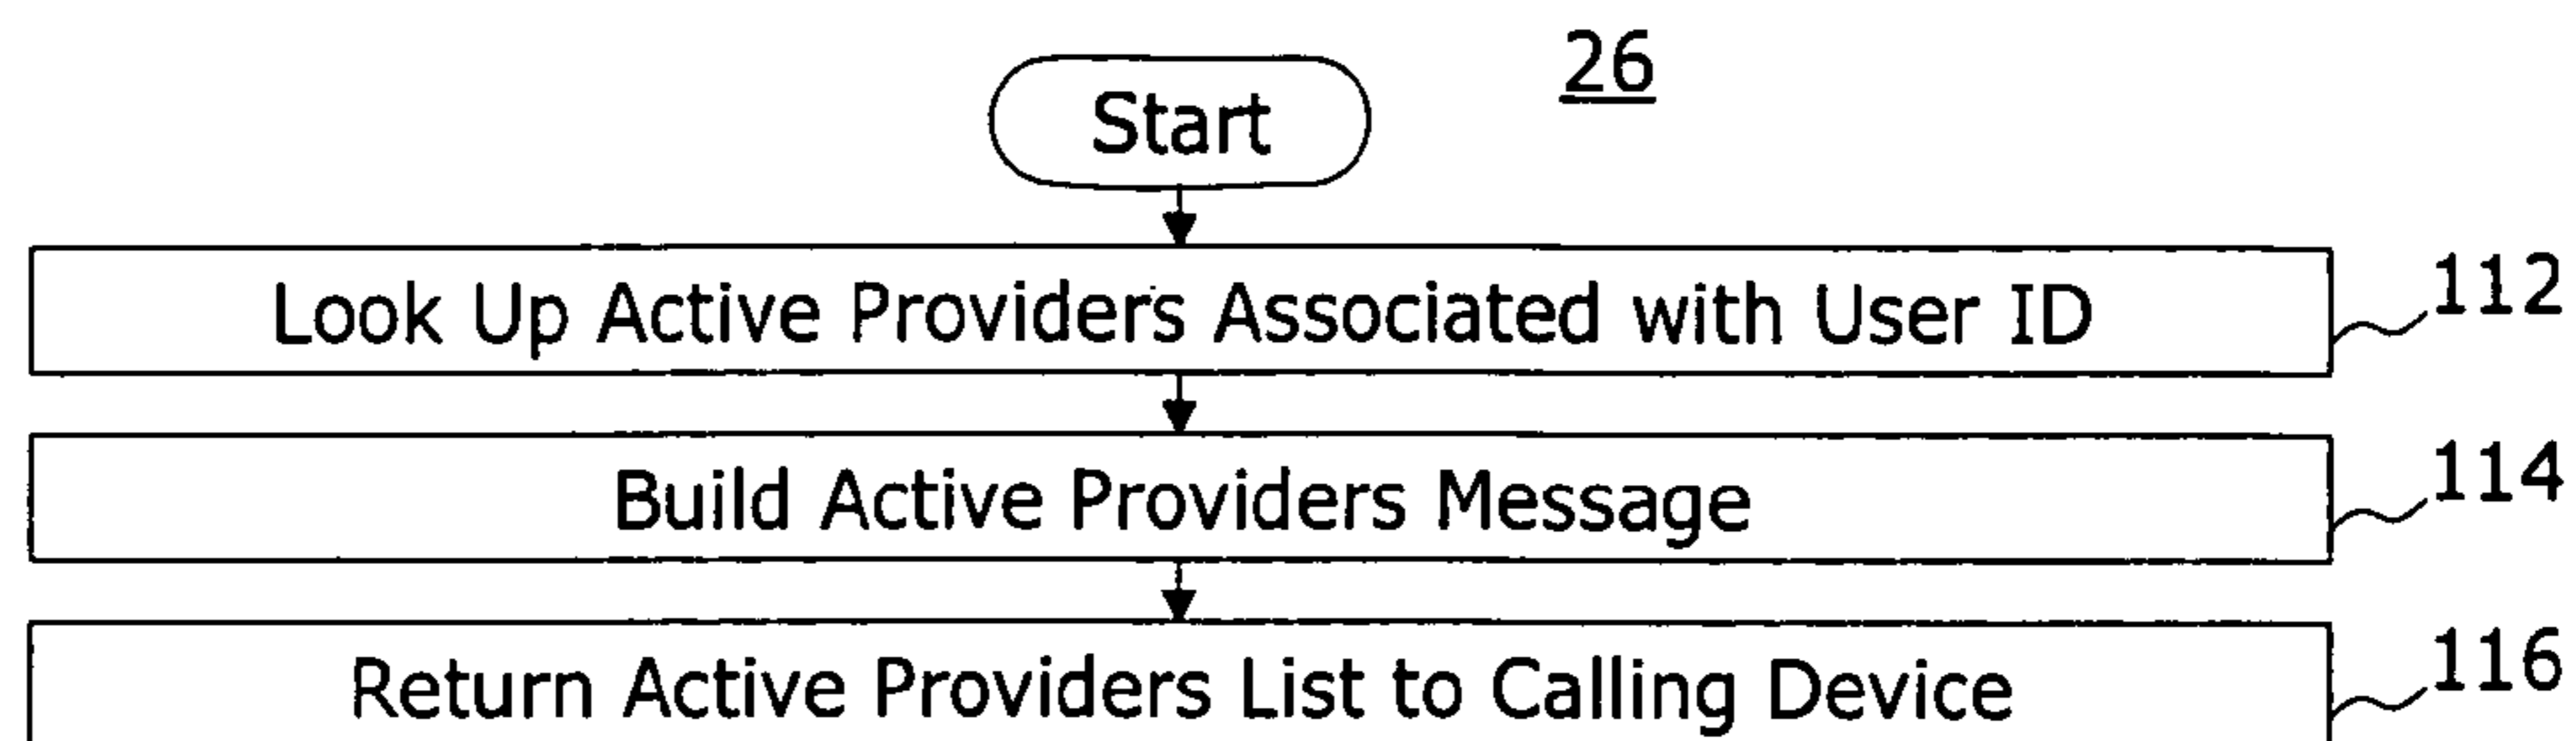 26
Start
Look Up Active Providers Associated with User ID
112
Build Active Providers Message
114
Return Active Providers List to Calling Device
116